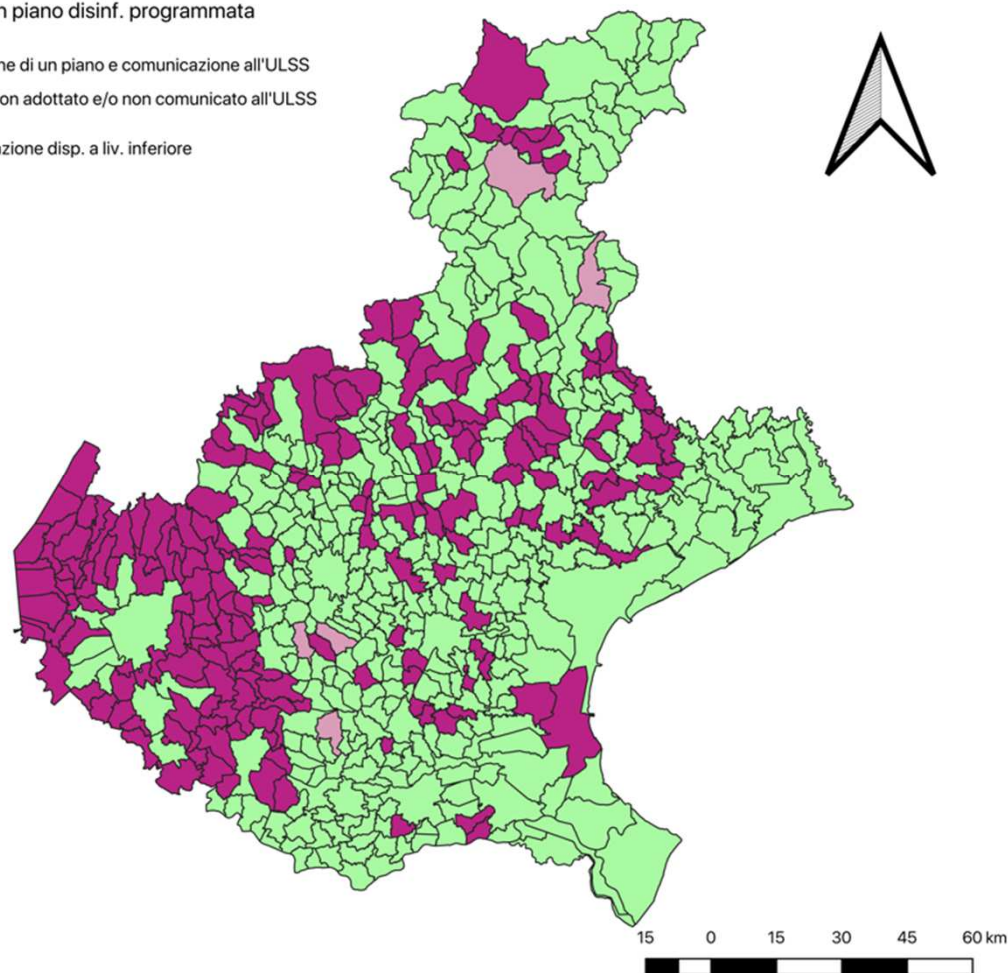 n piano disinf. programmata
ne di un piano e comunicazione all'ULSS
on adottato e/o non comunicato all'ULSS
azione disp. a liv. inferiore
15 0 15 30 45 60 km